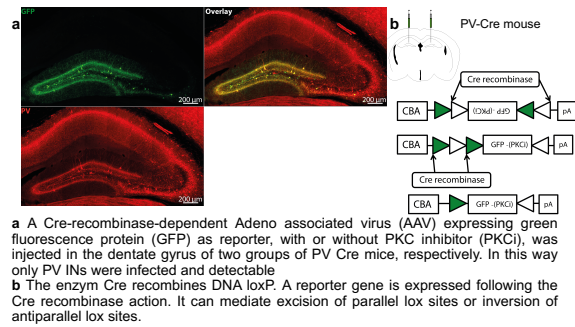 a
GFP
Overlay
200 µm
200 µm
PV
200 µm
b
PV-Cre mouse
Cre recombinase
CBA
GFP -(PKCi)
pA
CBA
GFP -(PKCi)
pA
Cre recombinase
CBA
GFP -(PKCi)
pA
a A Cre-recombinase-dependent Adeno associated virus (AAV) expressing green
fluorescence protein (GFP) as reporter, with or without PKC inhibitor (PKCi), was
injected in the dentate gyrus of two groups of PV Cre mice, respectively. In this way
only PV INs were infected and detectable
b The enzym Cre recombines DNA loxP. A reporter gene is expressed following the
Cre recombinase action. It can mediate excision of parallel lox sites or inversion of
antiparallel lox sites.